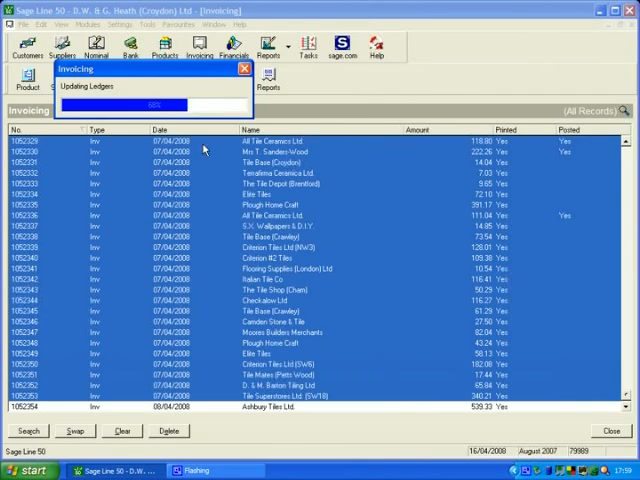 Sage Line 50 - D.W. & G. Heath (Croydon) Ltd - [Invoicing]
File Edit View Modules Settings Tools Favourites Window Help
Customers Suppliers Nominal Bank Products Invoicing Financials Reports Tasks sage.com Help
Product Reports
Invoicing
Updating Ledgers
68%
Invoicing (All Records)
No. Type Date Name Amount Printed Posted
1052329 Inv 07/04/2008 All Tile Ceramics Ltd. 118.80 Yes Yes
1052330 Inv 07/04/2008 Mrs T. Sanders-Wood 222.26 Yes Yes
1052331 Inv 07/04/2008 Tile Base (Croydon) 14.04 Yes
1052332 Inv 07/04/2008 Terrafirma Ceramica Ltd. 7.03 Yes
1052333 Inv 07/04/2008 The Tile Depot (Brentford) 9.65 Yes
1052334 Inv 07/04/2008 Elite Tiles 72.10 Yes
1052335 Inv 07/04/2008 Plough Home Craft 391.17 Yes
1052336 Inv 07/04/2008 All Tile Ceramics Ltd. 111.04 Yes Yes
1052337 Inv 07/04/2008 S.X. Wallpapers & D.I.Y. 14.85 Yes
1052338 Inv 07/04/2008 Tile Base (Crawley) 73.54 Yes
1052339 Inv 07/04/2008 Criterion Tiles Ltd (NW3) 128.01 Yes
1052340 Inv 07/04/2008 Criterion #2 Tiles 109.38 Yes
1052341 Inv 07/04/2008 Flooring Supplies (London) Ltd 10.54 Yes
1052342 Inv 07/04/2008 Italian Tile Co 116.41 Yes
1052343 Inv 07/04/2008 The Tile Shop (Cham) 50.29 Yes
1052344 Inv 07/04/2008 Checkalow Ltd 116.27 Yes
1052345 Inv 07/04/2008 Tile Base (Crawley) 61.29 Yes
1052346 Inv 07/04/2008 Camden Stone & Tile 27.50 Yes
1052347 Inv 07/04/2008 Moores Builders Merchants 82.04 Yes
1052348 Inv 07/04/2008 Plough Home Craft 43.24 Yes
1052349 Inv 07/04/2008 Elite Tiles 58.13 Yes
1052350 Inv 07/04/2008 Criterion Tiles Ltd (SW6) 182.08 Yes
1052351 Inv 07/04/2008 Tile Mates (Petts Wood) 17.44 Yes
1052352 Inv 07/04/2008 D. & M. Barton Tiling Ltd 65.84 Yes
1052353 Inv 07/04/2008 Tile Superstores Ltd. (SW18) 340.21 Yes
1052354 Inv 08/04/2008 Ashbury Tiles Ltd. 539.33 Yes
Search Swap Clear Delete Close
Sage Line 50 16/04/2008 August 2007 79989
start Sage Line 50 - D.W. ... Flashing 17:59